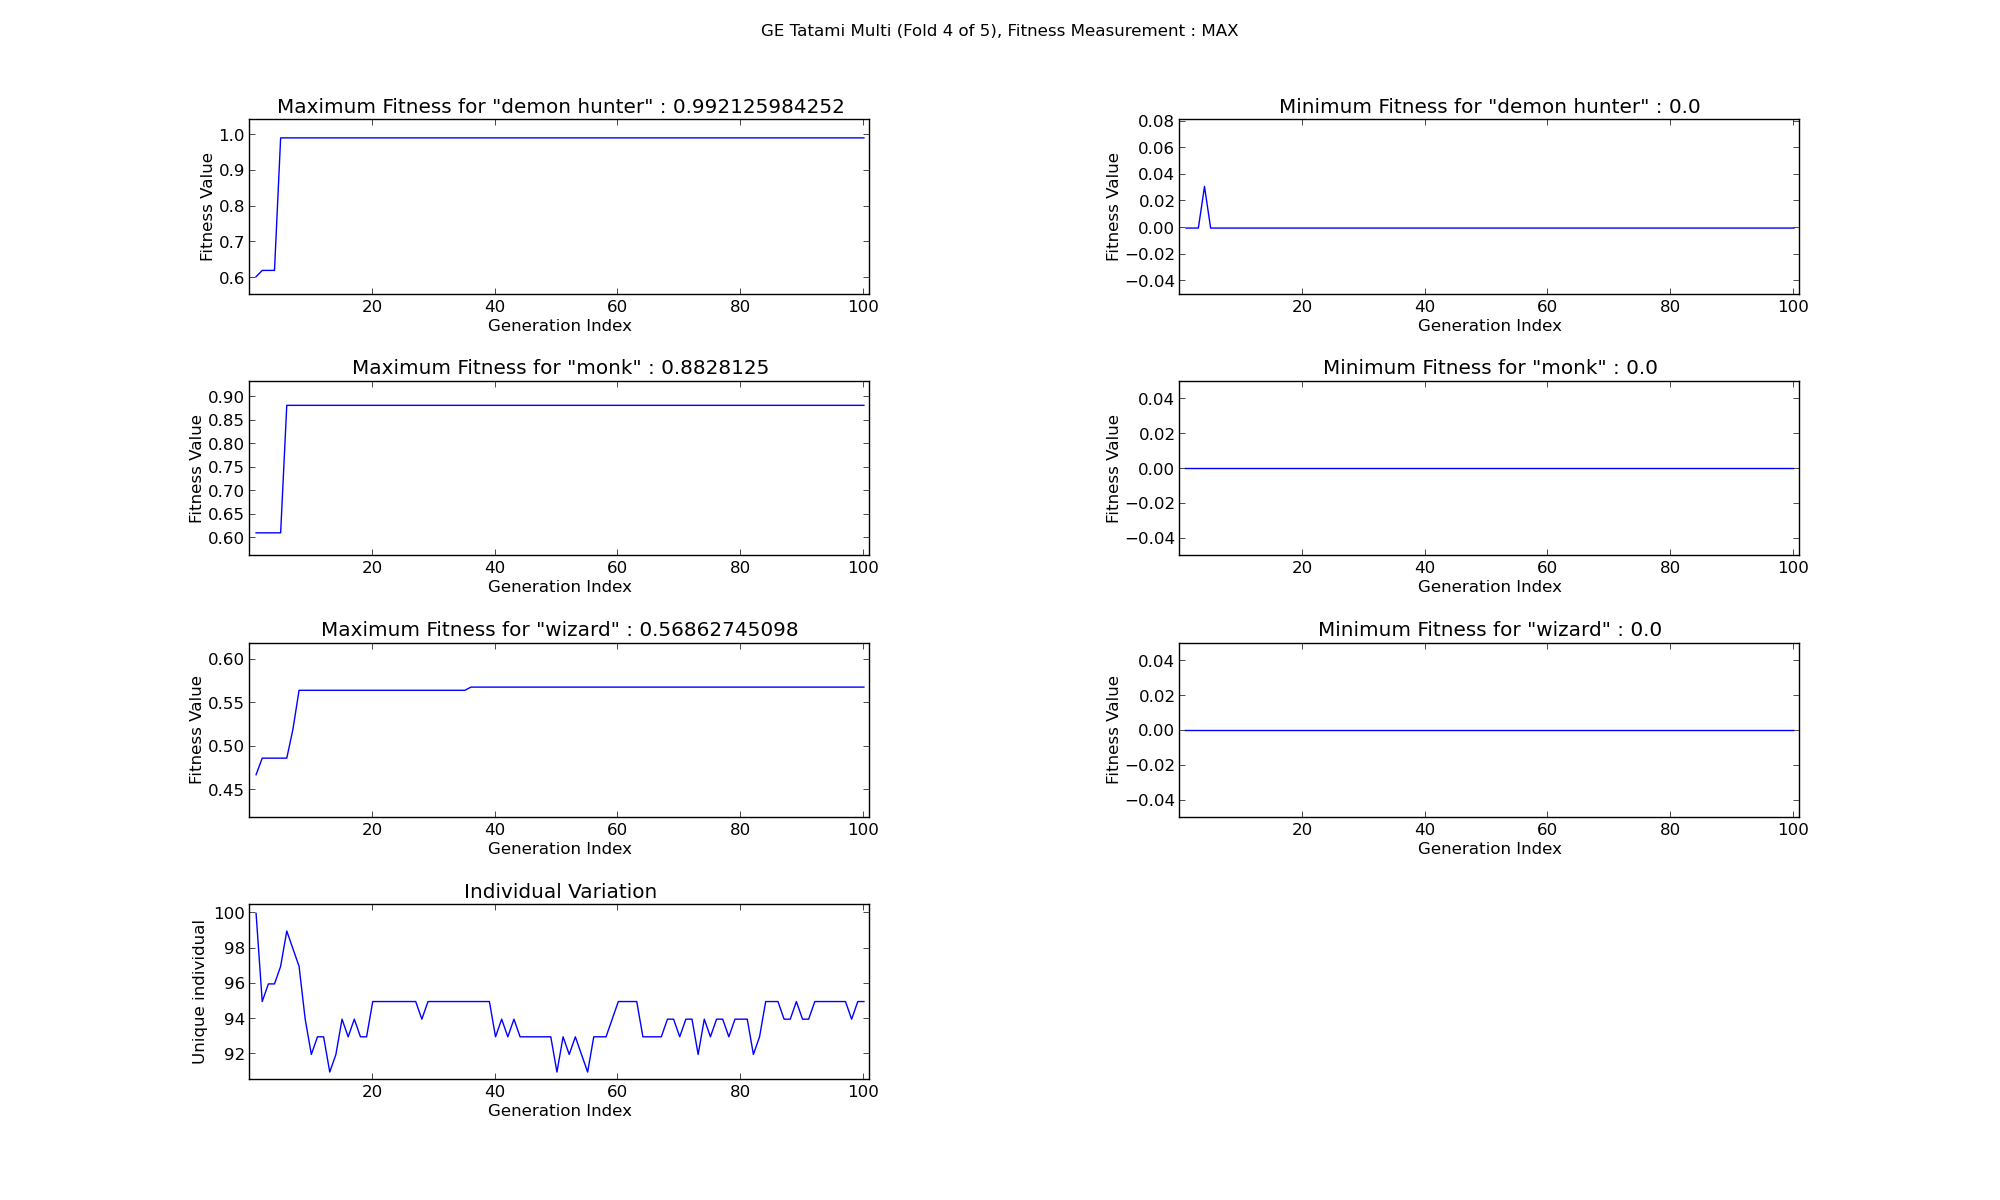 GE Tatami Multi (Fold 4 of 5), Fitness Measurement : MAX
Maximum Fitness for "demon hunter" : 0.992125984252
1.0
0.9
0.8
0.7
0.6
Fitness Value
20 40 60 80 100
Generation Index
Minimum Fitness for "demon hunter" : 0.0
0.08
0.06
0.04
0.02
0.00
−0.02
−0.04
Fitness Value
20 40 60 80 100
Generation Index
Maximum Fitness for "monk" : 0.8828125
0.90
0.85
0.80
0.75
0.70
0.65
0.60
Fitness Value
20 40 60 80 100
Generation Index
Minimum Fitness for "monk" : 0.0
0.04
0.02
0.00
−0.02
−0.04
Fitness Value
20 40 60 80 100
Generation Index
Maximum Fitness for "wizard" : 0.56862745098
0.60
0.55
0.50
0.45
Fitness Value
20 40 60 80 100
Generation Index
Minimum Fitness for "wizard" : 0.0
0.04
0.02
0.00
−0.02
−0.04
Fitness Value
20 40 60 80 100
Generation Index
Individual Variation
100
98
96
94
92
Unique individual
20 40 60 80 100
Generation Index